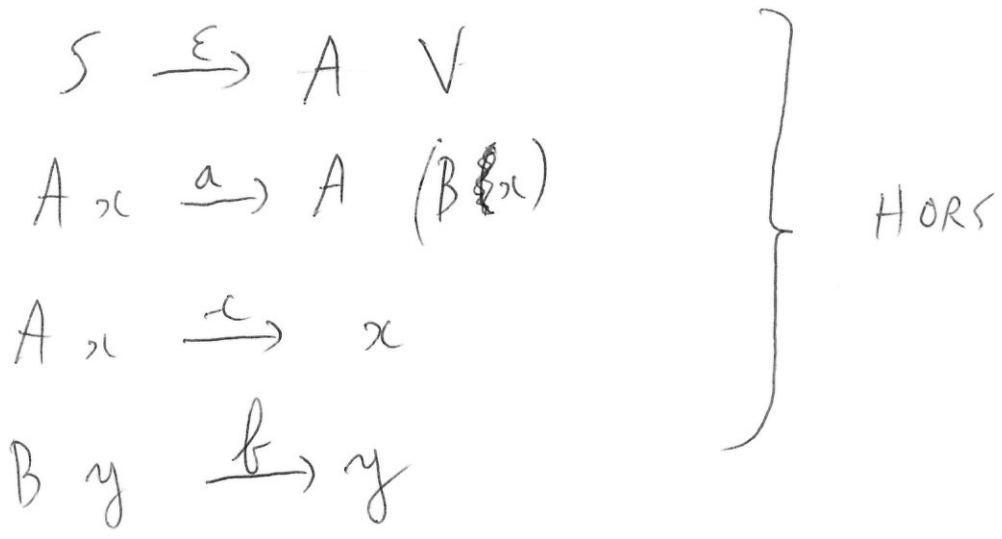 S ε→ A V
A x a→ A (B x)
A x c→ x
B y b→ y
HORS